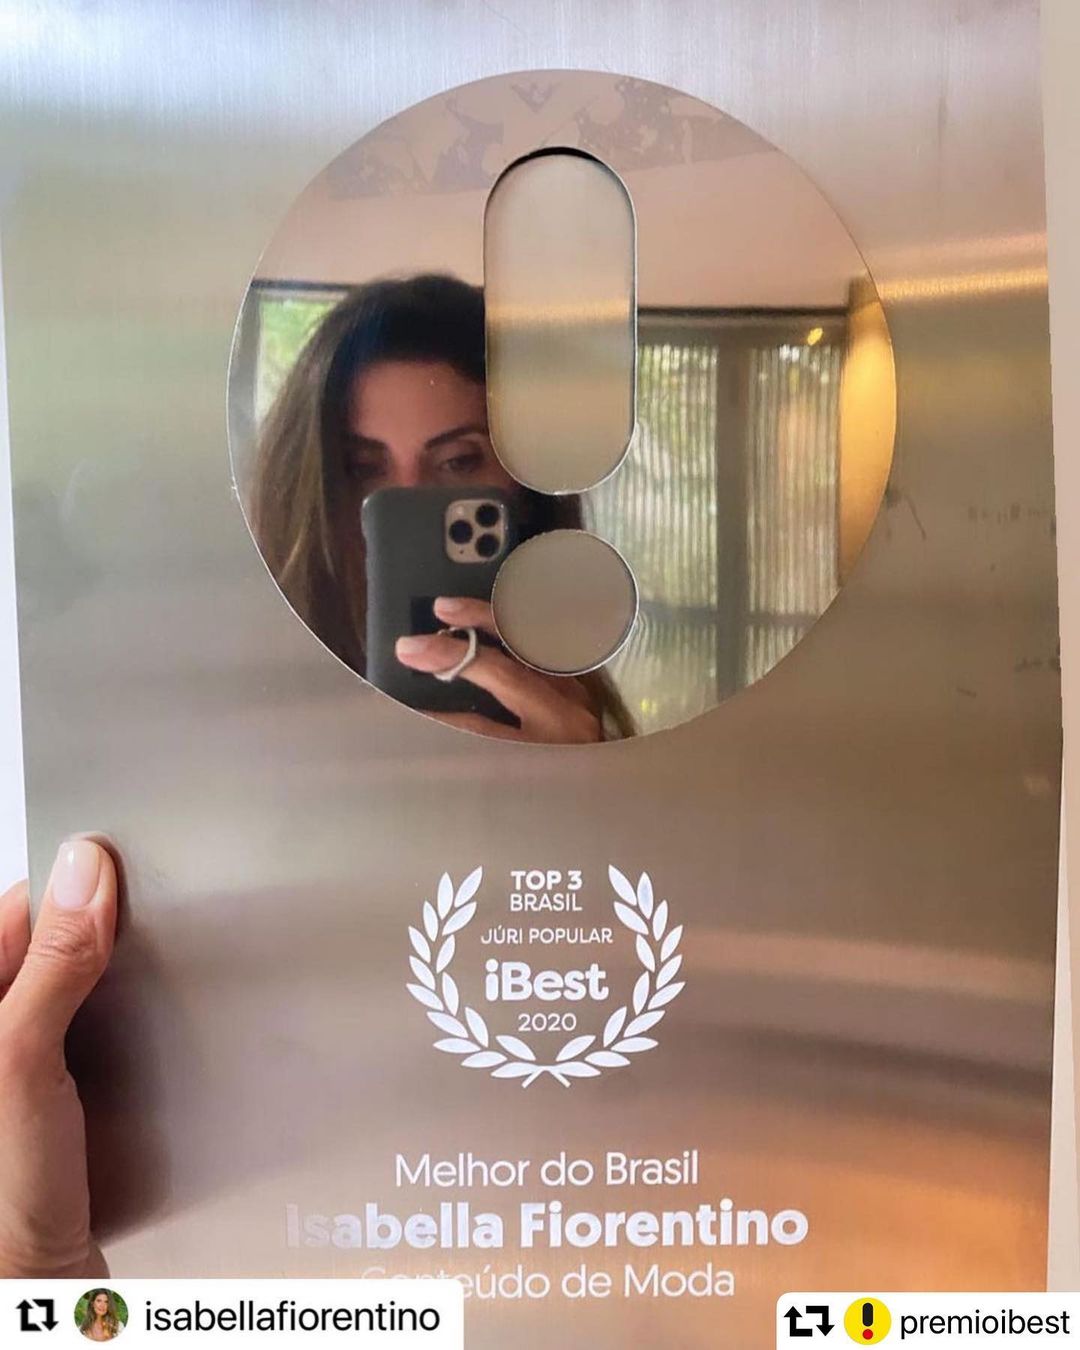 TOP 3
BRASIL
JÚRI POPULAR
iBest
2020
Melhor do Brasil
Isabella Fiorentino
Conteúdo de Moda
isabellafiorentino
premioibest